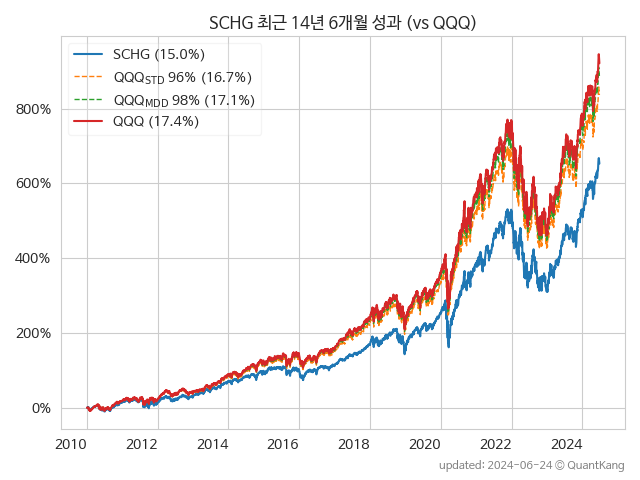 SCHG 최근 14년 6개월 성과 (vs QQQ)
SCHG (15.0%)
QQQSTD 96% (16.7%)
QQQMDD 98% (17.1%)
QQQ (17.4%)
800%
600%
400%
200%
0%
2010 2012 2014 2016 2018 2020 2022 2024
updated: 2024-06-24 © QuantKang